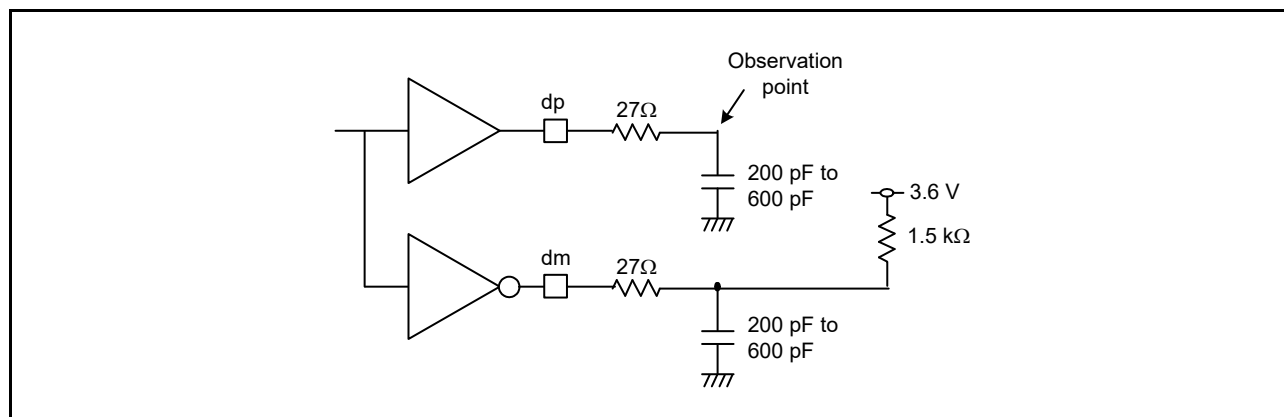 Observation
point
dp
27Ω
200 pF to
600 pF
3.6 V
1.5 kΩ
dm
27Ω
200 pF to
600 pF